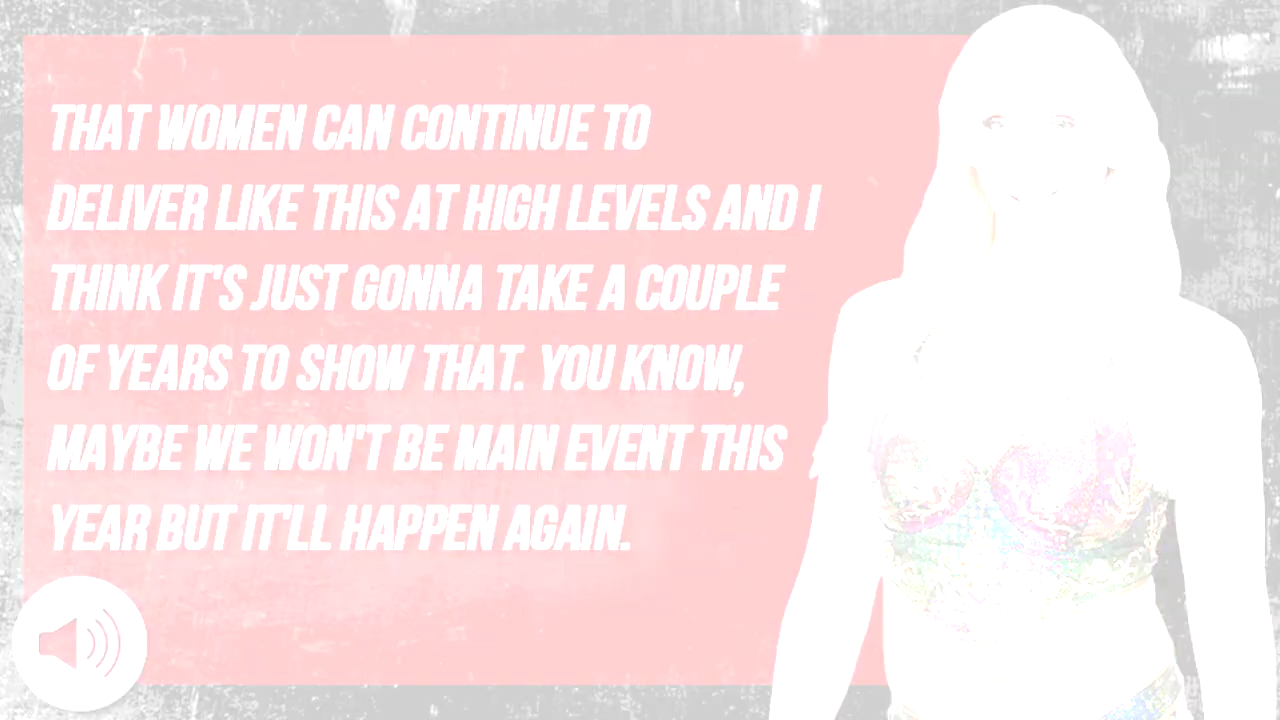 THAT WOMEN CAN CONTINUE TO
DELIVER LIKE THIS AT HIGH LEVELS AND I
THINK IT'S JUST GONNA TAKE A COUPLE
OF YEARS TO SHOW THAT. YOU KNOW,
MAYBE WE WON'T BE MAIN EVENT THIS
YEAR BUT IT'LL HAPPEN AGAIN.